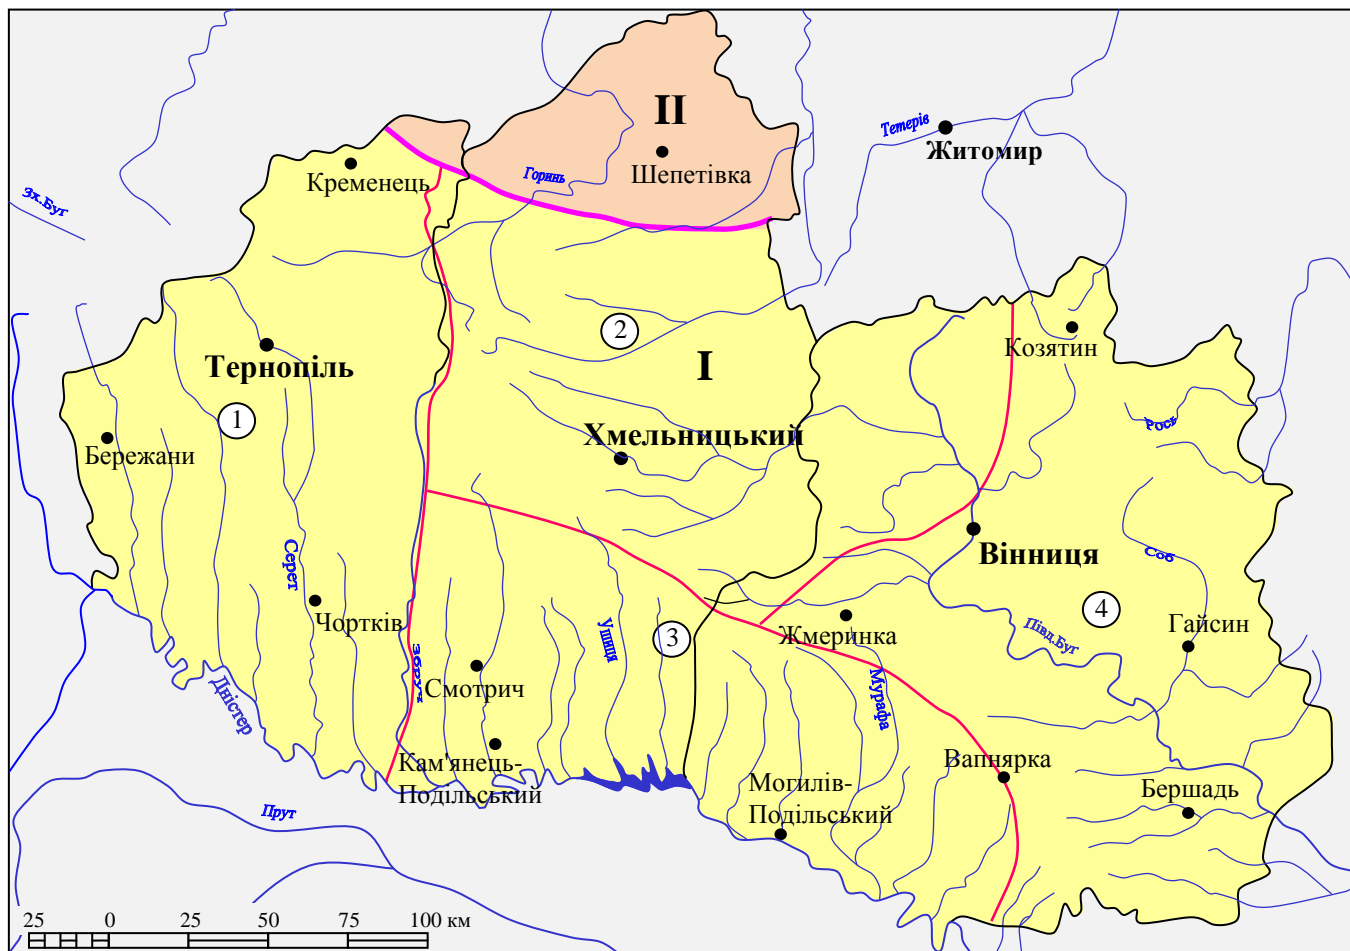 II
Тетерів
Житомир
Шепетівка
Кременець
Горинь
Зх.Буг
2
Козятин
Тернопіль
I
1
Рось
Хмельницький
Бережани
Вінниця
Соб
Серет
Чортків
4
Гайсин
Півд.Буг
Ушиця
3
Жмеринка
Збруч
Смотрич
Мурафа
Дністер
Кам'янець-
Подільський
Вапнярка
Могилів-
Подільський
Бершадь
Прут
25 0 25 50 75 100 км